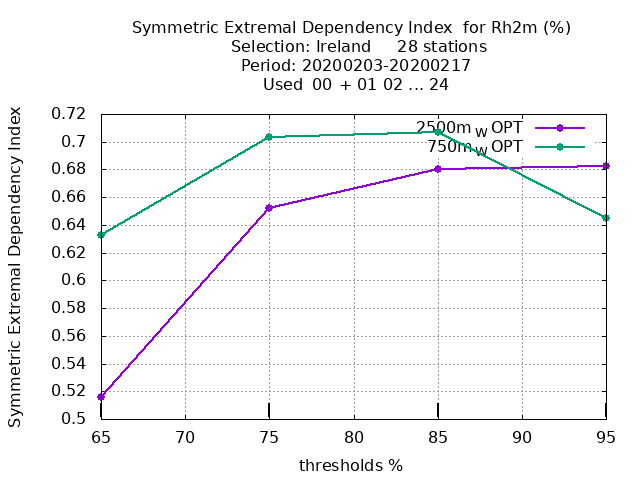 Symmetric Extremal Dependency Index  for Rh2m (%)
Selection: Ireland     28 stations
Period: 20200203-20200217
Used  00 + 01 02 ... 24
Symmetric Extremal Dependency Index
0.72
0.7
0.68
0.66
0.64
0.62
0.6
0.58
0.56
0.54
0.52
0.5
2500m W OPT
750m W OPT
65 70 75 80 85 90 95
thresholds %